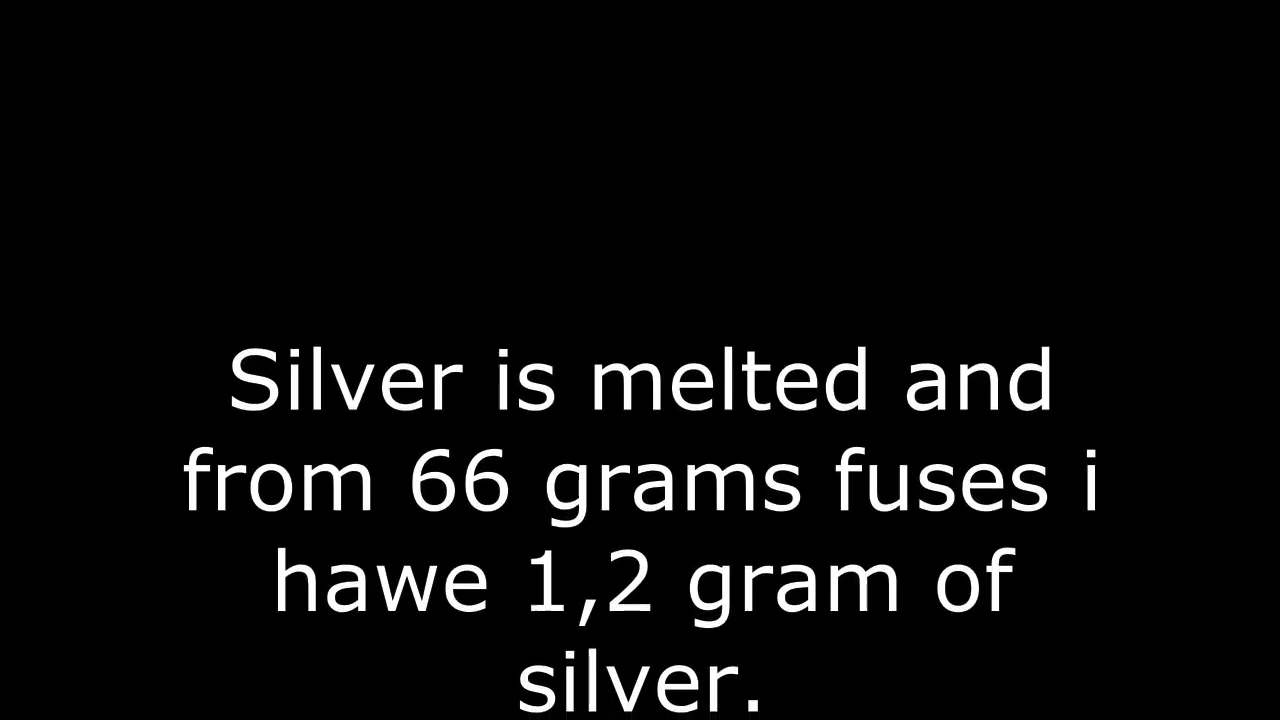 Silver is melted and
from 66 grams fuses i
hawe 1,2 gram of
silver.